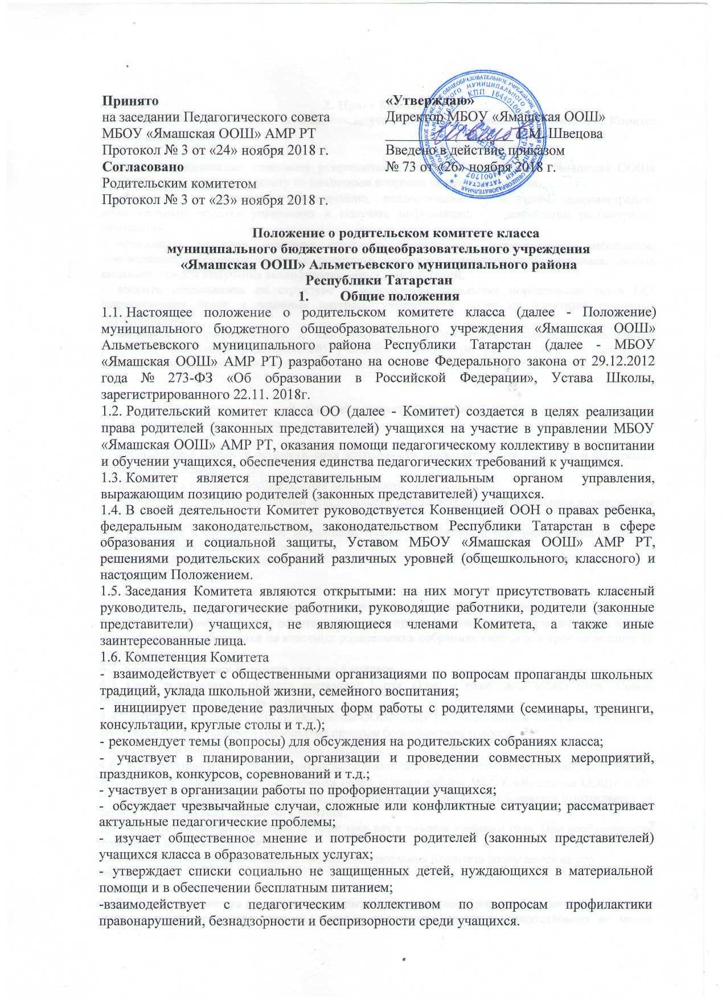 Принято
на заседании Педагогического совета
МБОУ «Ямашская ООШ» АМР РТ
Протокол № 3 от «24» ноября 2018 г.
Согласовано
Родительским комитетом
Протокол № 3 от «23» ноября 2018 г.
«Утверждаю»
Директор МБОУ «Ямашская ООШ»
Швецова
Введено в действие приказом
№ 73 от «26» ноября 2018 г.
Положение о родительском комитете класса
муниципального бюджетного общеобразовательного учреждения
«Ямашская ООШ» Альметьевского муниципального района
Республики Татарстан
1. Общие положения
1.1. Настоящее положение о родительском комитете класса (далее - Положение)
муниципального бюджетного общеобразовательного учреждения «Ямашская ООШ»
Альметьевского муниципального района Республики Татарстан (далее - МБОУ
«Ямашская ООШ» АМР РТ) разработано на основе Федерального закона от 29.12.2012
года № 273-ФЗ «Об образовании в Российской Федерации», Устава Школы,
зарегистрированного 22.11. 2018г.
1.2. Родительский комитет класса ОО (далее - Комитет) создается в целях реализации
права родителей (законных представителей) учащихся на участие в управлении МБОУ
«Ямашская ООШ» АМР РТ, оказания помощи педагогическому коллективу в воспитании
и обучении учащихся, обеспечения единства педагогических требований к учащимся.
1.3. Комитет является представительным коллегиальным органом управления,
выражающим позицию родителей (законных представителей) учащихся.
1.4. В своей деятельности Комитет руководствуется Конвенцией ООН о правах ребенка,
федеральным законодательством, законодательством Республики Татарстан в сфере
образования и социальной защиты, Уставом МБОУ «Ямашская ООШ» АМР РТ,
решениями родительских собраний различных уровней (общешкольного, классного) и
настоящим Положением.
1.5. Заседания Комитета являются открытыми: на них могут присутствовать классный
руководитель, педагогические работники, руководящие работники, родители (законные
представители) учащихся, не являющиеся членами Комитета, а также иные
заинтересованные лица.
1.6. Компетенция Комитета
- взаимодействует с общественными организациями по вопросам пропаганды школьных
традиций, уклада школьной жизни, семейного воспитания;
- инициирует проведение различных форм работы с родителями (семинары, тренинги,
консультации, круглые столы и т.д.);
- рекомендует темы (вопросы) для обсуждения на родительских собраниях класса;
- участвует в планировании, организации и проведении совместных мероприятий,
праздников, конкурсов, соревнований и т.д.;
- участвует в организации работы по профориентации учащихся;
- обсуждает чрезвычайные случаи, сложные или конфликтные ситуации; рассматривает
актуальные педагогические проблемы;
- изучает общественное мнение и потребности родителей (законных представителей)
учащихся класса в образовательных услугах;
- утверждает списки социально не защищенных детей, нуждающихся в материальной
помощи и в обеспечении бесплатным питанием;
-взаимодействует с педагогическим коллективом по вопросам профилактики
правонарушений, безнадзорности и беспризорности среди учащихся.